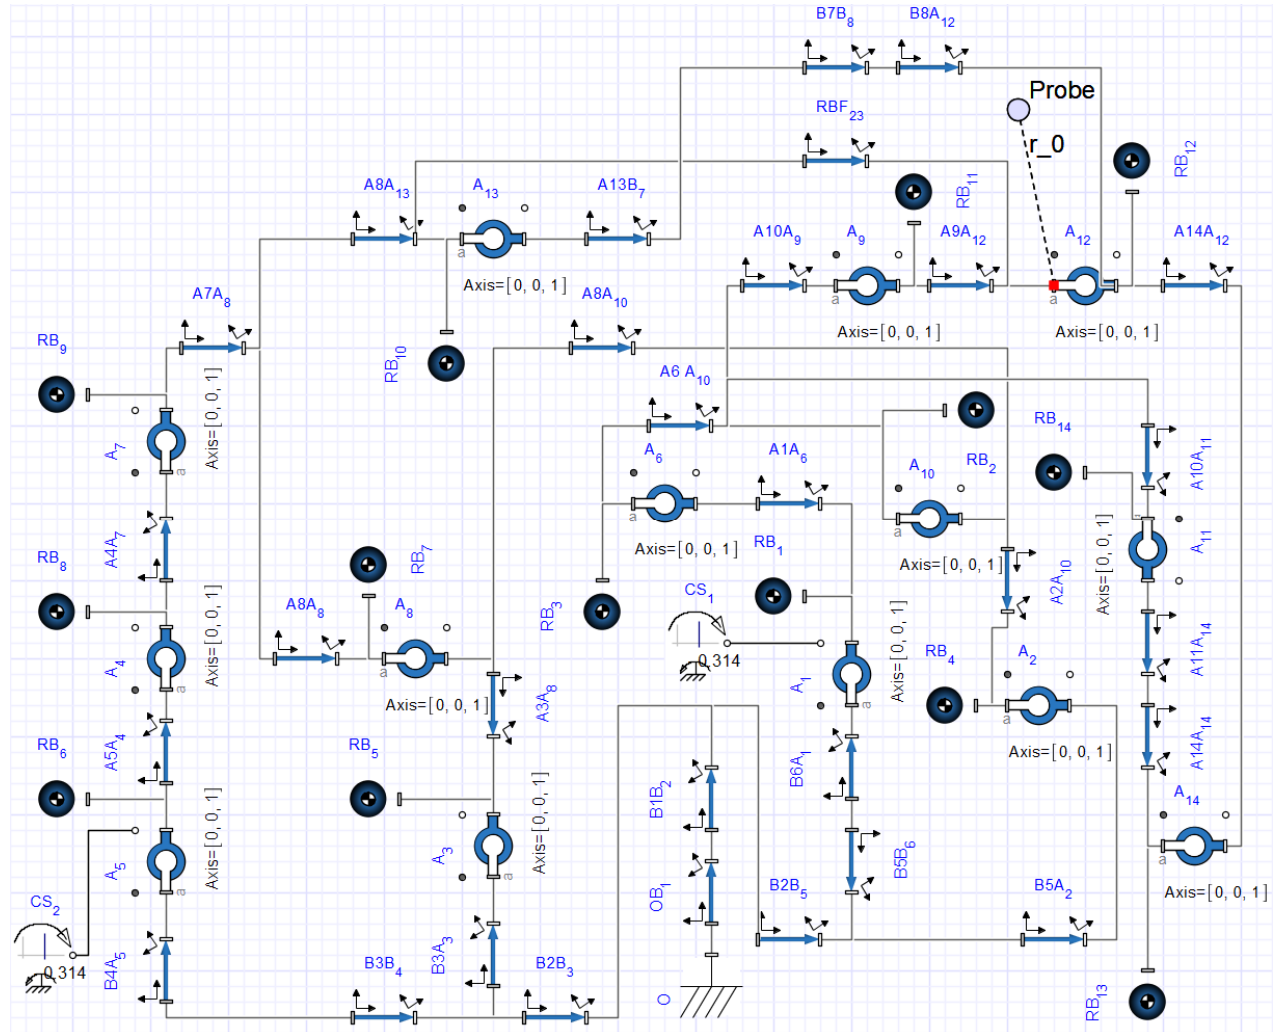 B7B8
B8A12
Probe
RBF23
r_0
RB12
A8A13
A13
A13B7
RB11
A10A9
A9
A9A12
A12
A14A12
a
a
a
Axis=[0, 0, 1]
A7A8
A8A10
Axis=[0, 0, 1]
Axis=[0, 0, 1]
RB9
RB10
A6 A10
A7
a
Axis=[0, 0, 1]
A6
A1A6
A10
RB2
RB14
A10A11
a
a
a
Axis=[0, 0, 1]
A11
A4A7
RB8
RB7
RB1
Axis=[0, 0, 1]
Axis=[0, 0, 1]
A2A10
A8A8
A8
RB3
CS1
0.314
A4
a
Axis=[0, 0, 1]
a
Axis=[0, 0, 1]
A3A8
A1
a
Axis=[0, 0, 1]
RB4
A2
a
Axis=[0, 0, 1]
A11A14
A14A14
RB6
A5A4
RB5
B1B2
B6A1
A14
a
Axis=[0, 0, 1]
A5
a
Axis=[0, 0, 1]
A3
a
Axis=[0, 0, 1]
OB1
B2B5
B5B6
B5A2
CS2
0.314
B4A5
B3B4
B3A3
B2B3
O
RB13